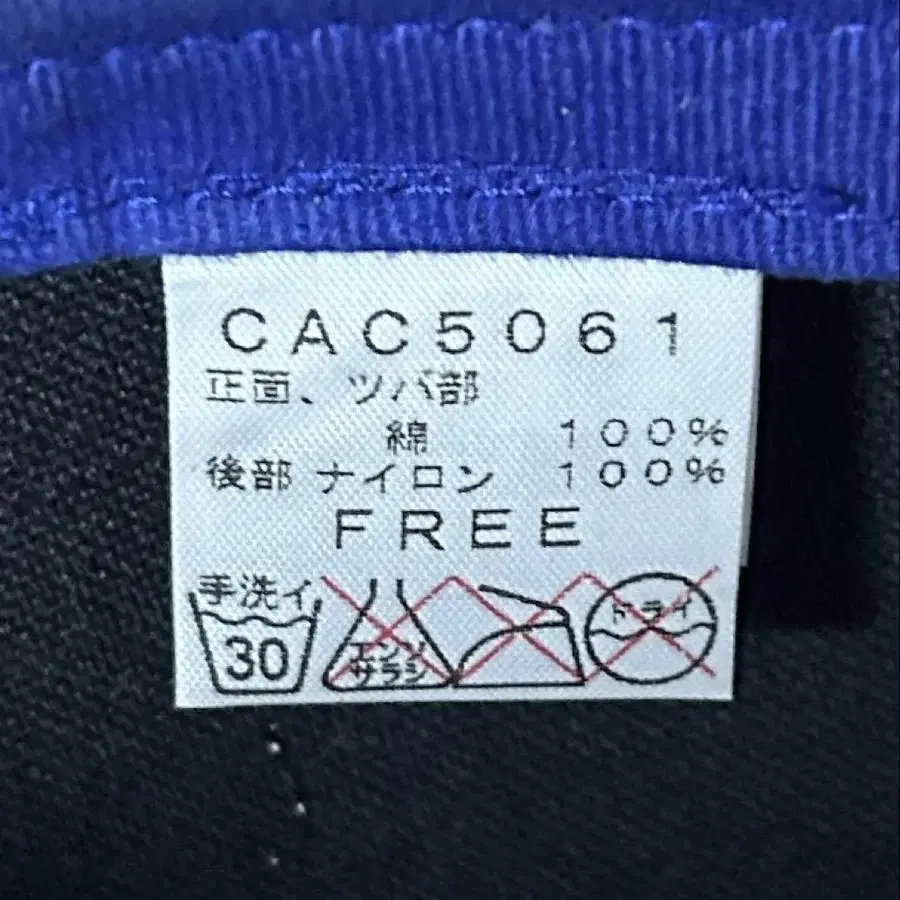 CAC5061
正面、ツバ部
綿 100%
後部 ナイロン 100%
FREE
手洗イ
30
エンソ
サラシ
ドライ